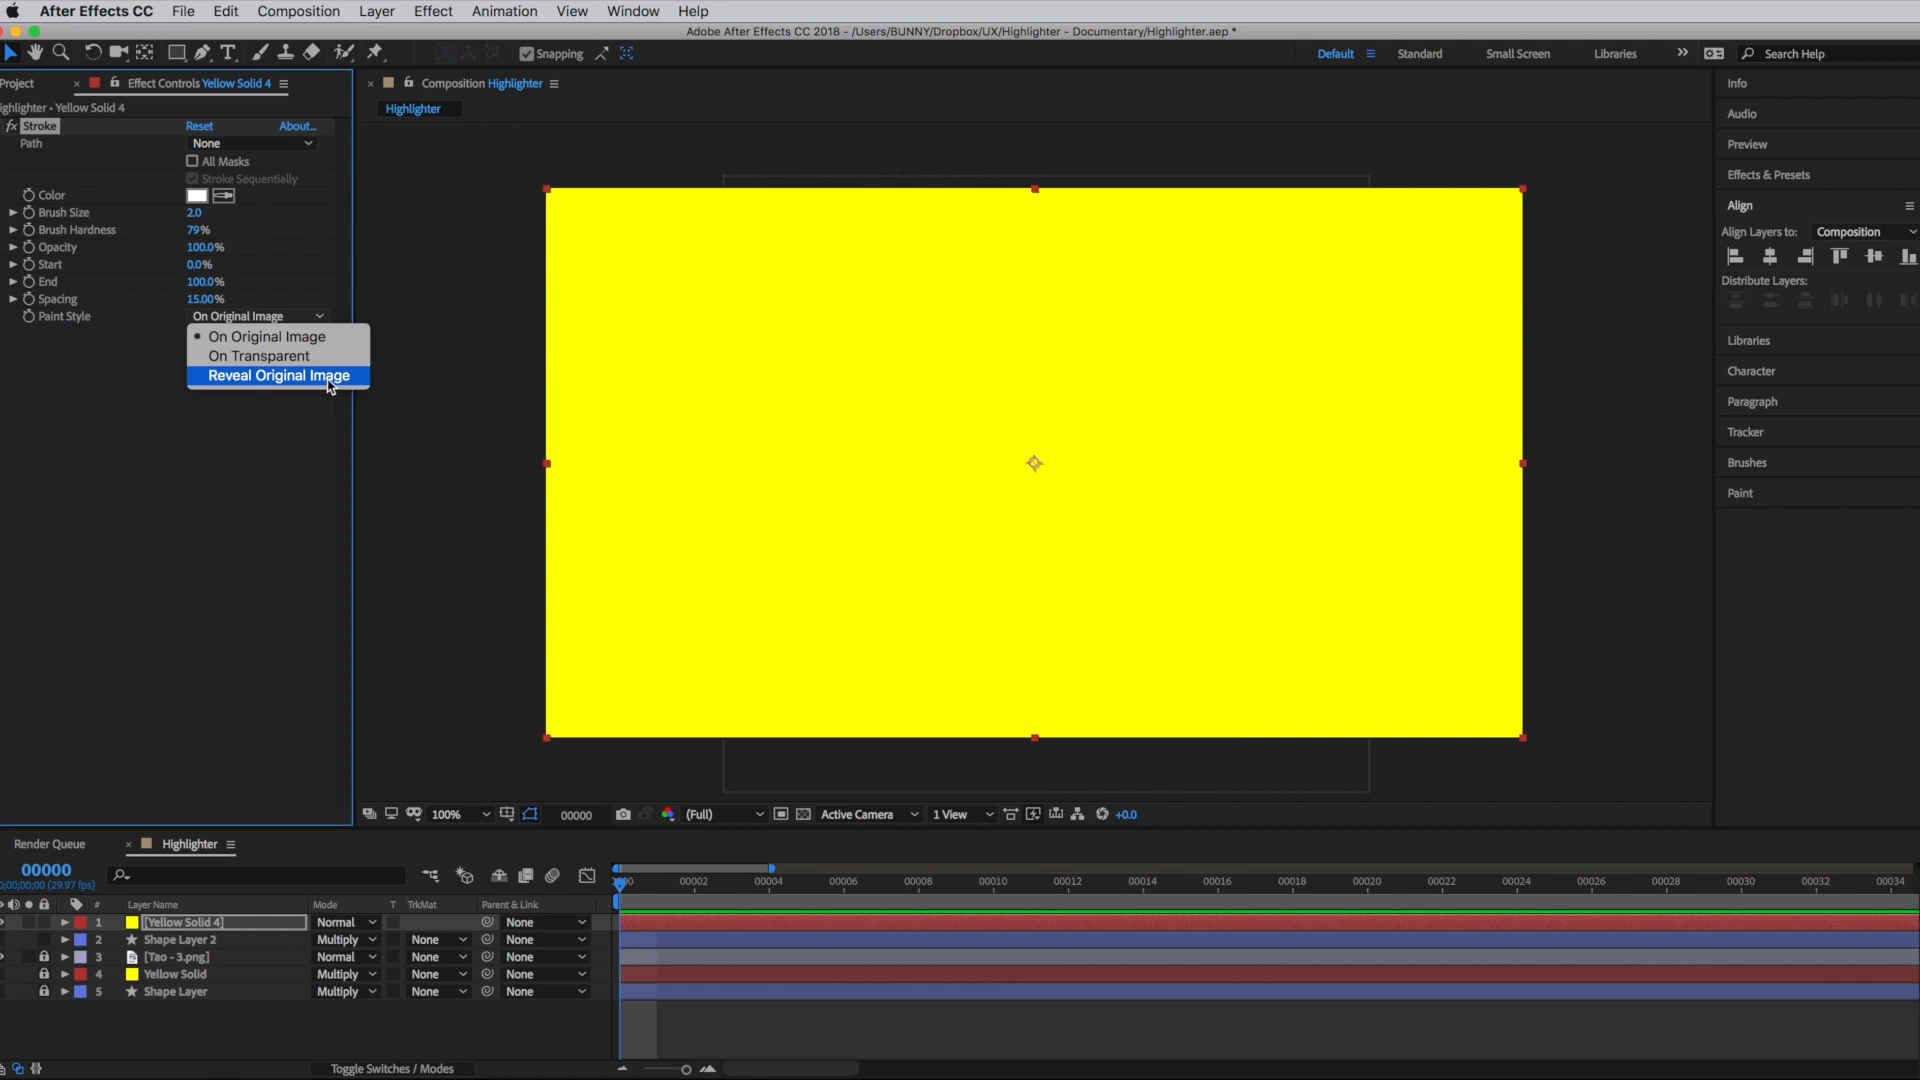 After Effects CC File Edit Composition Layer Effect Animation View Window Help
Adobe After Effects CC 2018 - /Users/BUNNY/Dropbox/UX/Highlighter - Documentary/Highlighter.aep *
Snapping Default Standard Small Screen Libraries Search Help
Project Effect Controls Yellow Solid 4
ighlighter • Yellow Solid 4
fx Stroke Reset About...
Path None
All Masks
Stroke Sequentially
Color
Brush Size 2.0
Brush Hardness 79%
Opacity 100.0%
Start 0.0%
End 100.0%
Spacing 15.00%
Paint Style On Original Image
On Original Image
On Transparent
Reveal Original Image
Composition Highlighter
Highlighter
Info
Audio
Preview
Effects & Presets
Align
Align Layers to: Composition
Distribute Layers:
Libraries
Character
Paragraph
Tracker
Brushes
Paint
100% 00000 (Full) Active Camera 1 View +0.0
Render Queue Highlighter
00000
0;00;00;00 (29.97 fps)
00002 00004 00006 00008 00010 00012 00014 00016 00018 00020 00022 00024 00026 00028 00030 00032 00034
# Layer Name Mode T TrkMat Parent & Link
1 [Yellow Solid 4] Normal None
2 Shape Layer 2 Multiply None None
3 [Tao - 3.png] Normal None None
4 Yellow Solid Multiply None None
5 Shape Layer Multiply None None
Toggle Switches / Modes